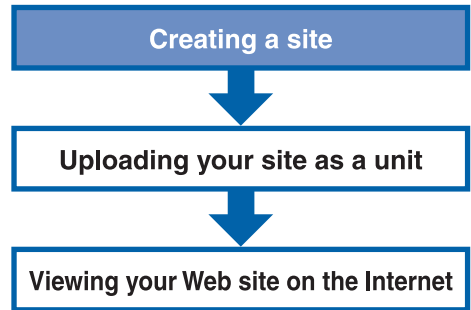 Creating a site
Uploading your site as a unit
Viewing your Web site on the Internet